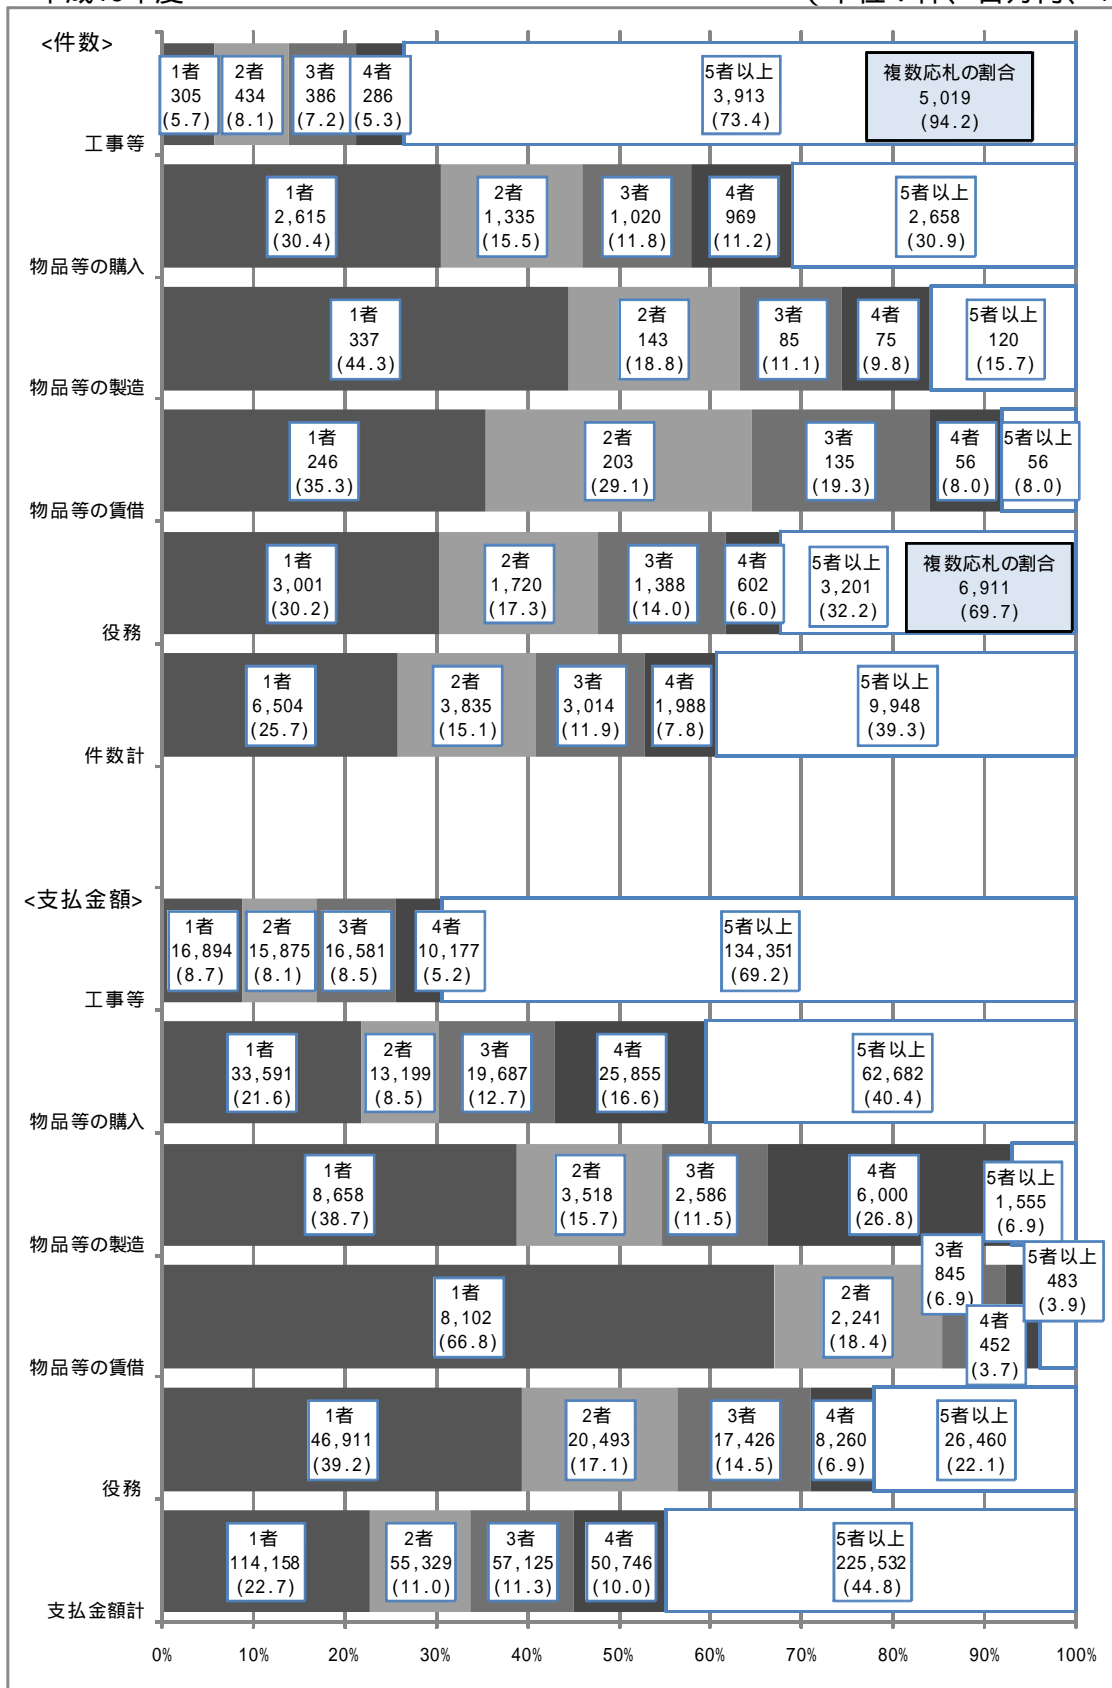 <件数>
1者
305
(5.7)
2者
434
(8.1)
3者
386
(7.2)
4者
286
(5.3)
5者以上
3,913
(73.4)
複数応札の割合
5,019
(94.2)
工事等
1者
2,615
(30.4)
2者
1,335
(15.5)
3者
1,020
(11.8)
4者
969
(11.2)
5者以上
2,658
(30.9)
物品等の購入
1者
337
(44.3)
2者
143
(18.8)
3者
85
(11.1)
4者
75
(9.8)
5者以上
120
(15.7)
物品等の製造
1者
246
(35.3)
2者
203
(29.1)
3者
135
(19.3)
4者
56
(8.0)
5者以上
56
(8.0)
物品等の賃借
1者
3,001
(30.2)
2者
1,720
(17.3)
3者
1,388
(14.0)
4者
602
(6.0)
5者以上
3,201
(32.2)
複数応札の割合
6,911
(69.7)
役務
1者
6,504
(25.7)
2者
3,835
(15.1)
3者
3,014
(11.9)
4者
1,988
(7.8)
5者以上
9,948
(39.3)
件数計
<支払金額>
1者
16,894
(8.7)
2者
15,875
(8.1)
3者
16,581
(8.5)
4者
10,177
(5.2)
5者以上
134,351
(69.2)
工事等
1者
33,591
(21.6)
2者
13,199
(8.5)
3者
19,687
(12.7)
4者
25,855
(16.6)
5者以上
62,682
(40.4)
物品等の購入
1者
8,658
(38.7)
2者
3,518
(15.7)
3者
2,586
(11.5)
4者
6,000
(26.8)
5者以上
1,555
(6.9)
物品等の製造
1者
8,102
(66.8)
2者
2,241
(18.4)
3者
845
(6.9)
4者
452
(3.7)
5者以上
483
(3.9)
物品等の賃借
1者
46,911
(39.2)
2者
20,493
(17.1)
3者
17,426
(14.5)
4者
8,260
(6.9)
5者以上
26,460
(22.1)
役務
1者
114,158
(22.7)
2者
55,329
(11.0)
3者
57,125
(11.3)
4者
50,746
(10.0)
5者以上
225,532
(44.8)
支払金額計
0% 10% 20% 30% 40% 50% 60% 70% 80% 90% 100%